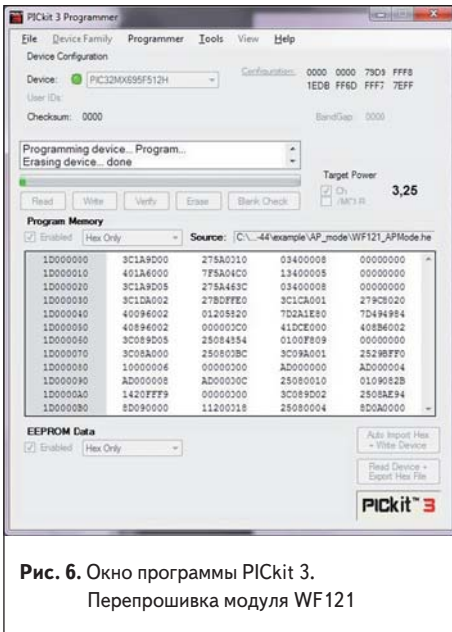 PICkit 3 Programmer
File Device Family Programmer Tools View Help
Device Configuration
Device: PIC32MX695F512H Configuration: 0000 0000 79D9 FFF8
1EDB FF6D FFF7 7EFF
User IDs:
Checksum: 0000 BandGap: 0000
Programming device... Program...
Erasing device... done
Target Power
On
/MCLR
3,25
Read Write Verify Erase Blank Check
Program Memory
Enabled Hex Only Source: C:\...-44\example\AP_mode\WF121_APMode.he
1D000000 3C1A9D00 275A0310 03400008 00000000
1D000010 401A6000 7F5A04C0 13400005 00000000
1D000020 3C1A9D05 275A463C 03400008 00000000
1D000030 3C1DA002 27BDFFE0 3C1CA001 279C8020
1D000040 40096002 01205820 7D2A1E80 7D494984
1D000050 40896002 000000C0 41DCE000 408B6002
1D000060 3C089D05 25084854 0100F809 00000000
1D000070 3C08A000 250803BC 3C09A001 2529BFF0
1D000080 10000006 00000000 AD000000 AD000004
1D000090 AD000008 AD00000C 25080010 0109082B
1D0000A0 1420FFF9 00000000 3C089D02 2508AE94
1D0000B0 8D090000 11200018 25080004 8D0A0000
EEPROM Data
Enabled Hex Only
Auto Import Hex
+ Write Device
Read Device +
Export Hex File
PICkit™ 3
Рис. 6. Окно программы PICkit 3.
Перепрошивка модуля WF121